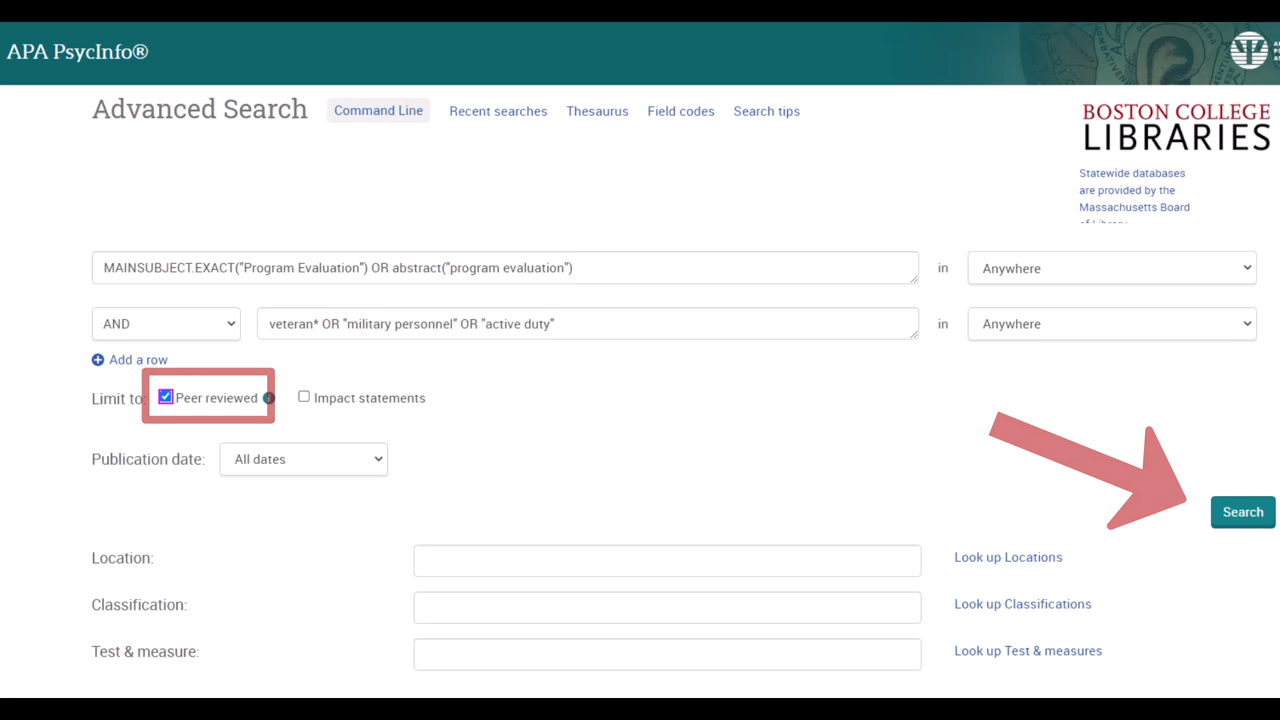 APA PsycInfo®
Advanced Search Command Line Recent searches Thesaurus Field codes Search tips
BOSTON COLLEGE
LIBRARIES
Statewide databases
are provided by the
Massachusetts Board
MAINSUBJECT.EXACT("Program Evaluation") OR abstract("program evaluation") in Anywhere
AND veteran* OR "military personnel" OR "active duty" in Anywhere
Add a row
Limit to: Peer reviewed Impact statements
Publication date: All dates
Search
Location: Look up Locations
Classification: Look up Classifications
Test & measure: Look up Test & measures